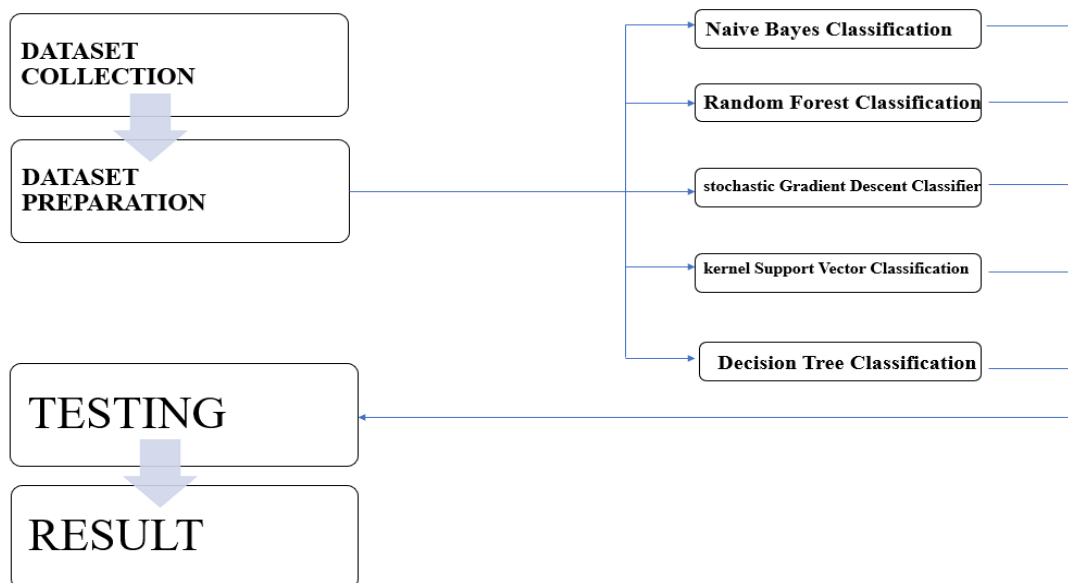 DATASET
COLLECTION
DATASET
PREPARATION
Naive Bayes Classification
Random Forest Classification
stochastic Gradient Descent Classifier
kernel Support Vector Classification
Decision Tree Classification
TESTING
RESULT